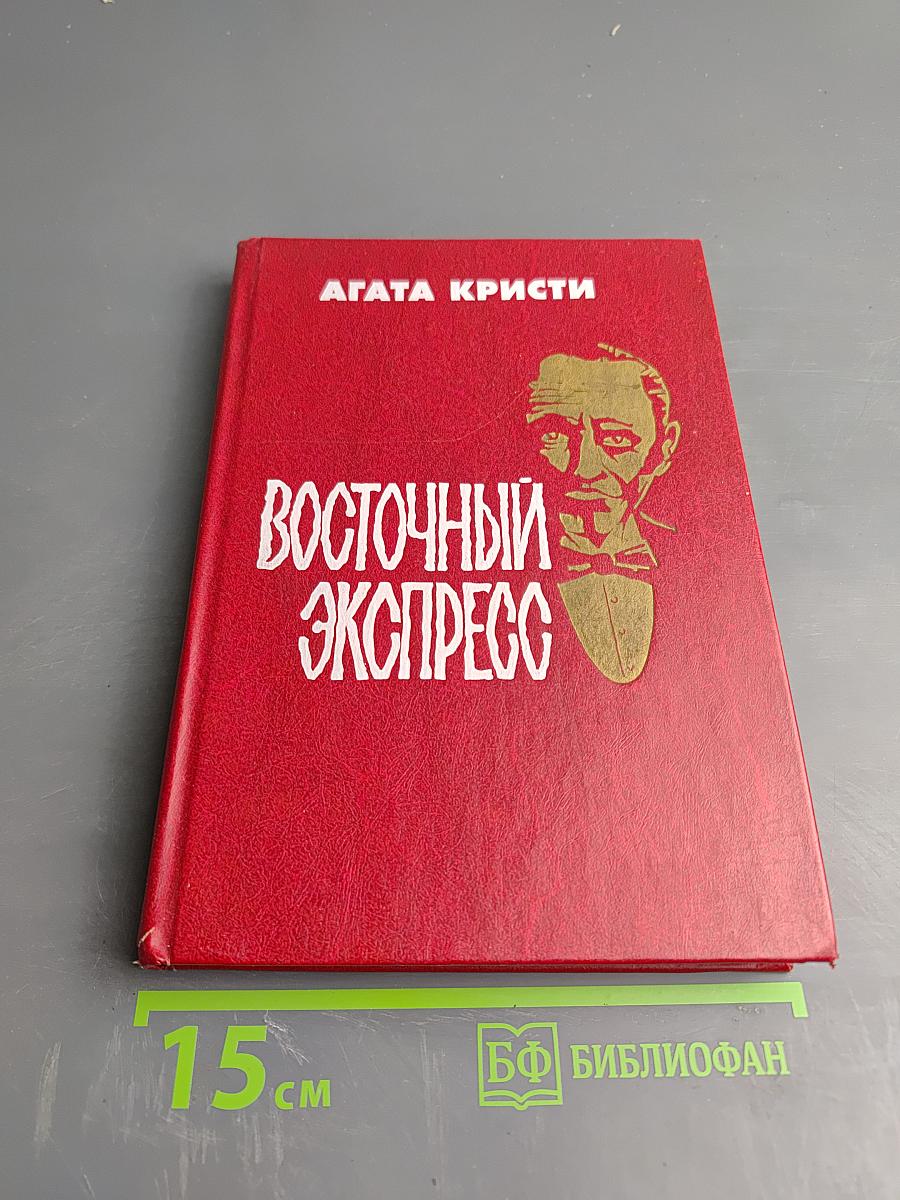 АГАТА КРИСТИ
ВОСТОЧНЫЙ
ЭКСПРЕСС
15 см
БФ БИБЛИОФАН